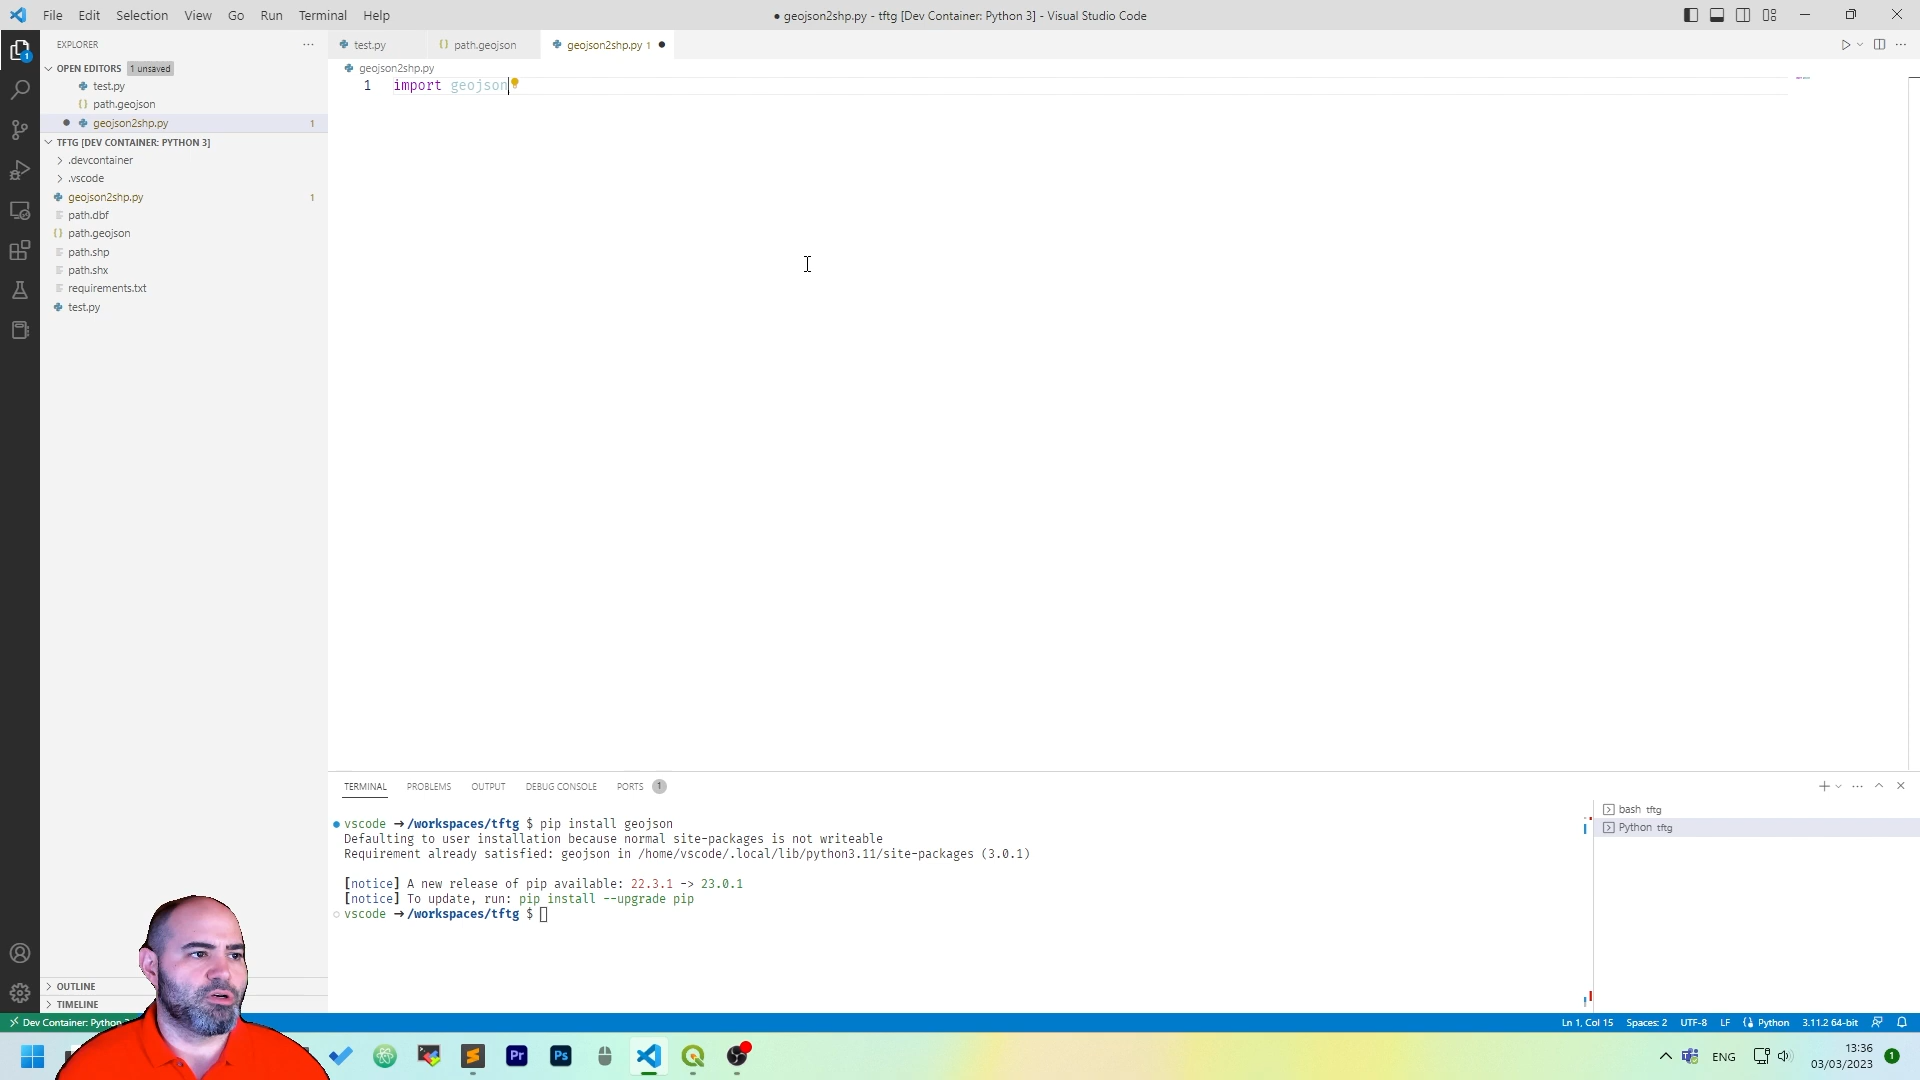 File Edit Selection View Go Run Terminal Help
● geojson2shp.py - tftg [Dev Container: Python 3] - Visual Studio Code
EXPLORER
OPEN EDITORS 1 unsaved
test.py
path.geojson
geojson2shp.py 1
TFTG [DEV CONTAINER: PYTHON 3]
.devcontainer
.vscode
geojson2shp.py 1
path.dbf
path.geojson
path.shp
path.shx
requirements.txt
test.py
OUTLINE
TIMELINE
test.py path.geojson geojson2shp.py 1
geojson2shp.py
1 import geojson
TERMINAL PROBLEMS OUTPUT DEBUG CONSOLE PORTS 1
vscode → /workspaces/tftg $ pip install geojson
Defaulting to user installation because normal site-packages is not writeable
Requirement already satisfied: geojson in /home/vscode/.local/lib/python3.11/site-packages (3.0.1)
[notice] A new release of pip available: 22.3.1 -> 23.0.1
[notice] To update, run: pip install --upgrade pip
vscode → /workspaces/tftg $
bash tftg
Python tftg
Dev Container: Python
Ln 1, Col 15 Spaces: 2 UTF-8 LF Python 3.11.2 64-bit
Pr Ps
ENG
13:36
03/03/2023
1